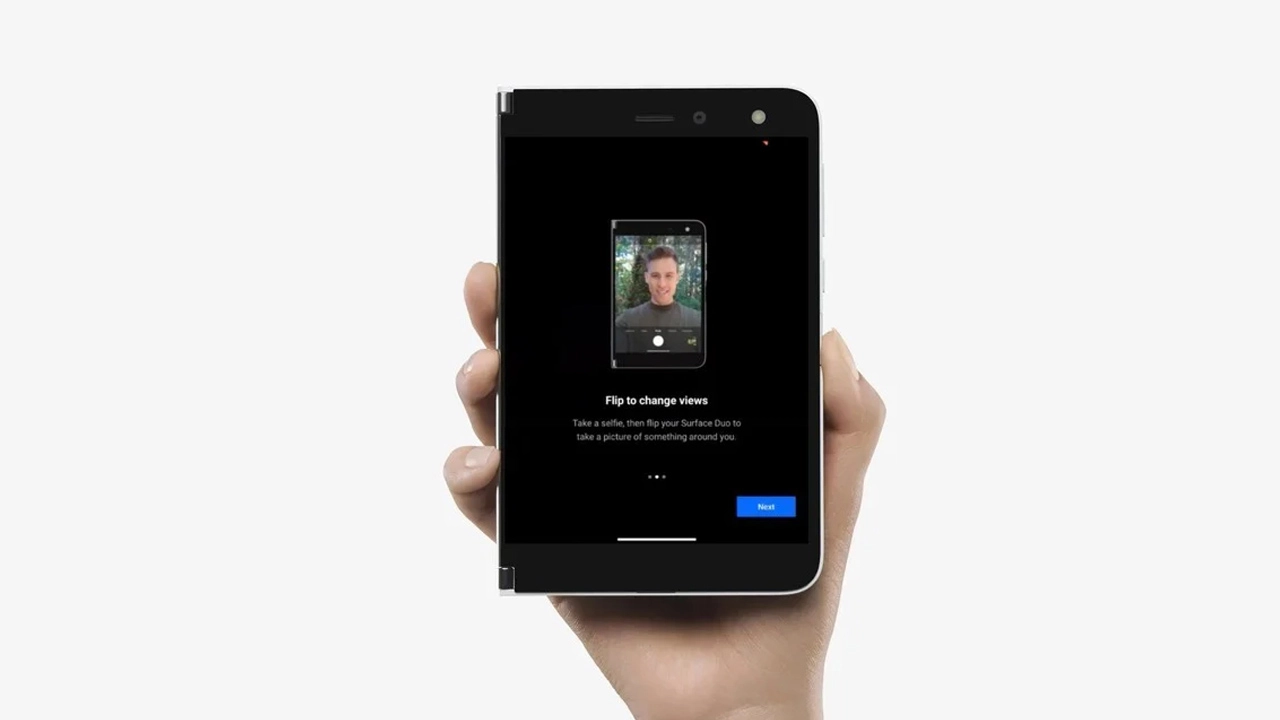 Flip to change views
Take a selfie, then flip your Surface Duo to
take a picture of something around you.
Next